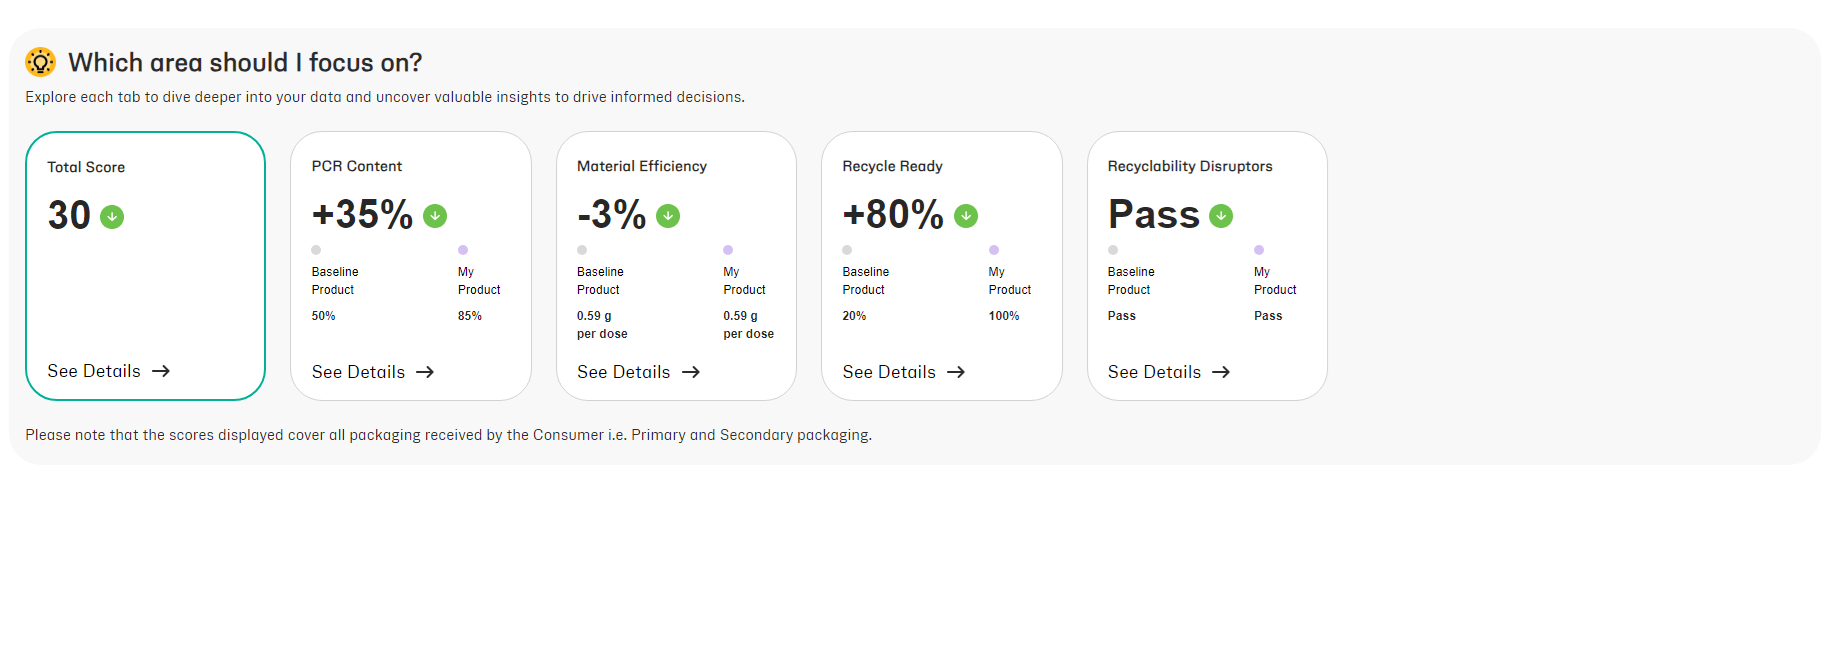 Which area should I focus on?
Explore each tab to dive deeper into your data and uncover valuable insights to drive informed decisions.
Total Score
30
See Details
PCR Content
+35%
Baseline Product
My Product
50%
85%
See Details
Material Efficiency
-3%
Baseline Product
My Product
0.59 g per dose
0.59 g per dose
See Details
Recycle Ready
+80%
Baseline Product
My Product
20%
100%
See Details
Recyclability Disruptors
Pass
Baseline Product
My Product
Pass
Pass
See Details
Please note that the scores displayed cover all packaging received by the Consumer i.e. Primary and Secondary packaging.